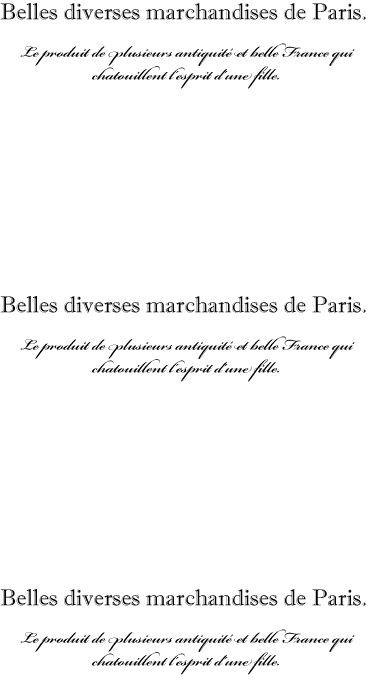 Belles diverses marchandises de Paris.
Le produit de plusieurs antiquité et belle France qui
chatouillent l'esprit d'une fille.
Belles diverses marchandises de Paris.
Le produit de plusieurs antiquité et belle France qui
chatouillent l'esprit d'une fille.
Belles diverses marchandises de Paris.
Le produit de plusieurs antiquité et belle France qui
chatouillent l'esprit d'une fille.